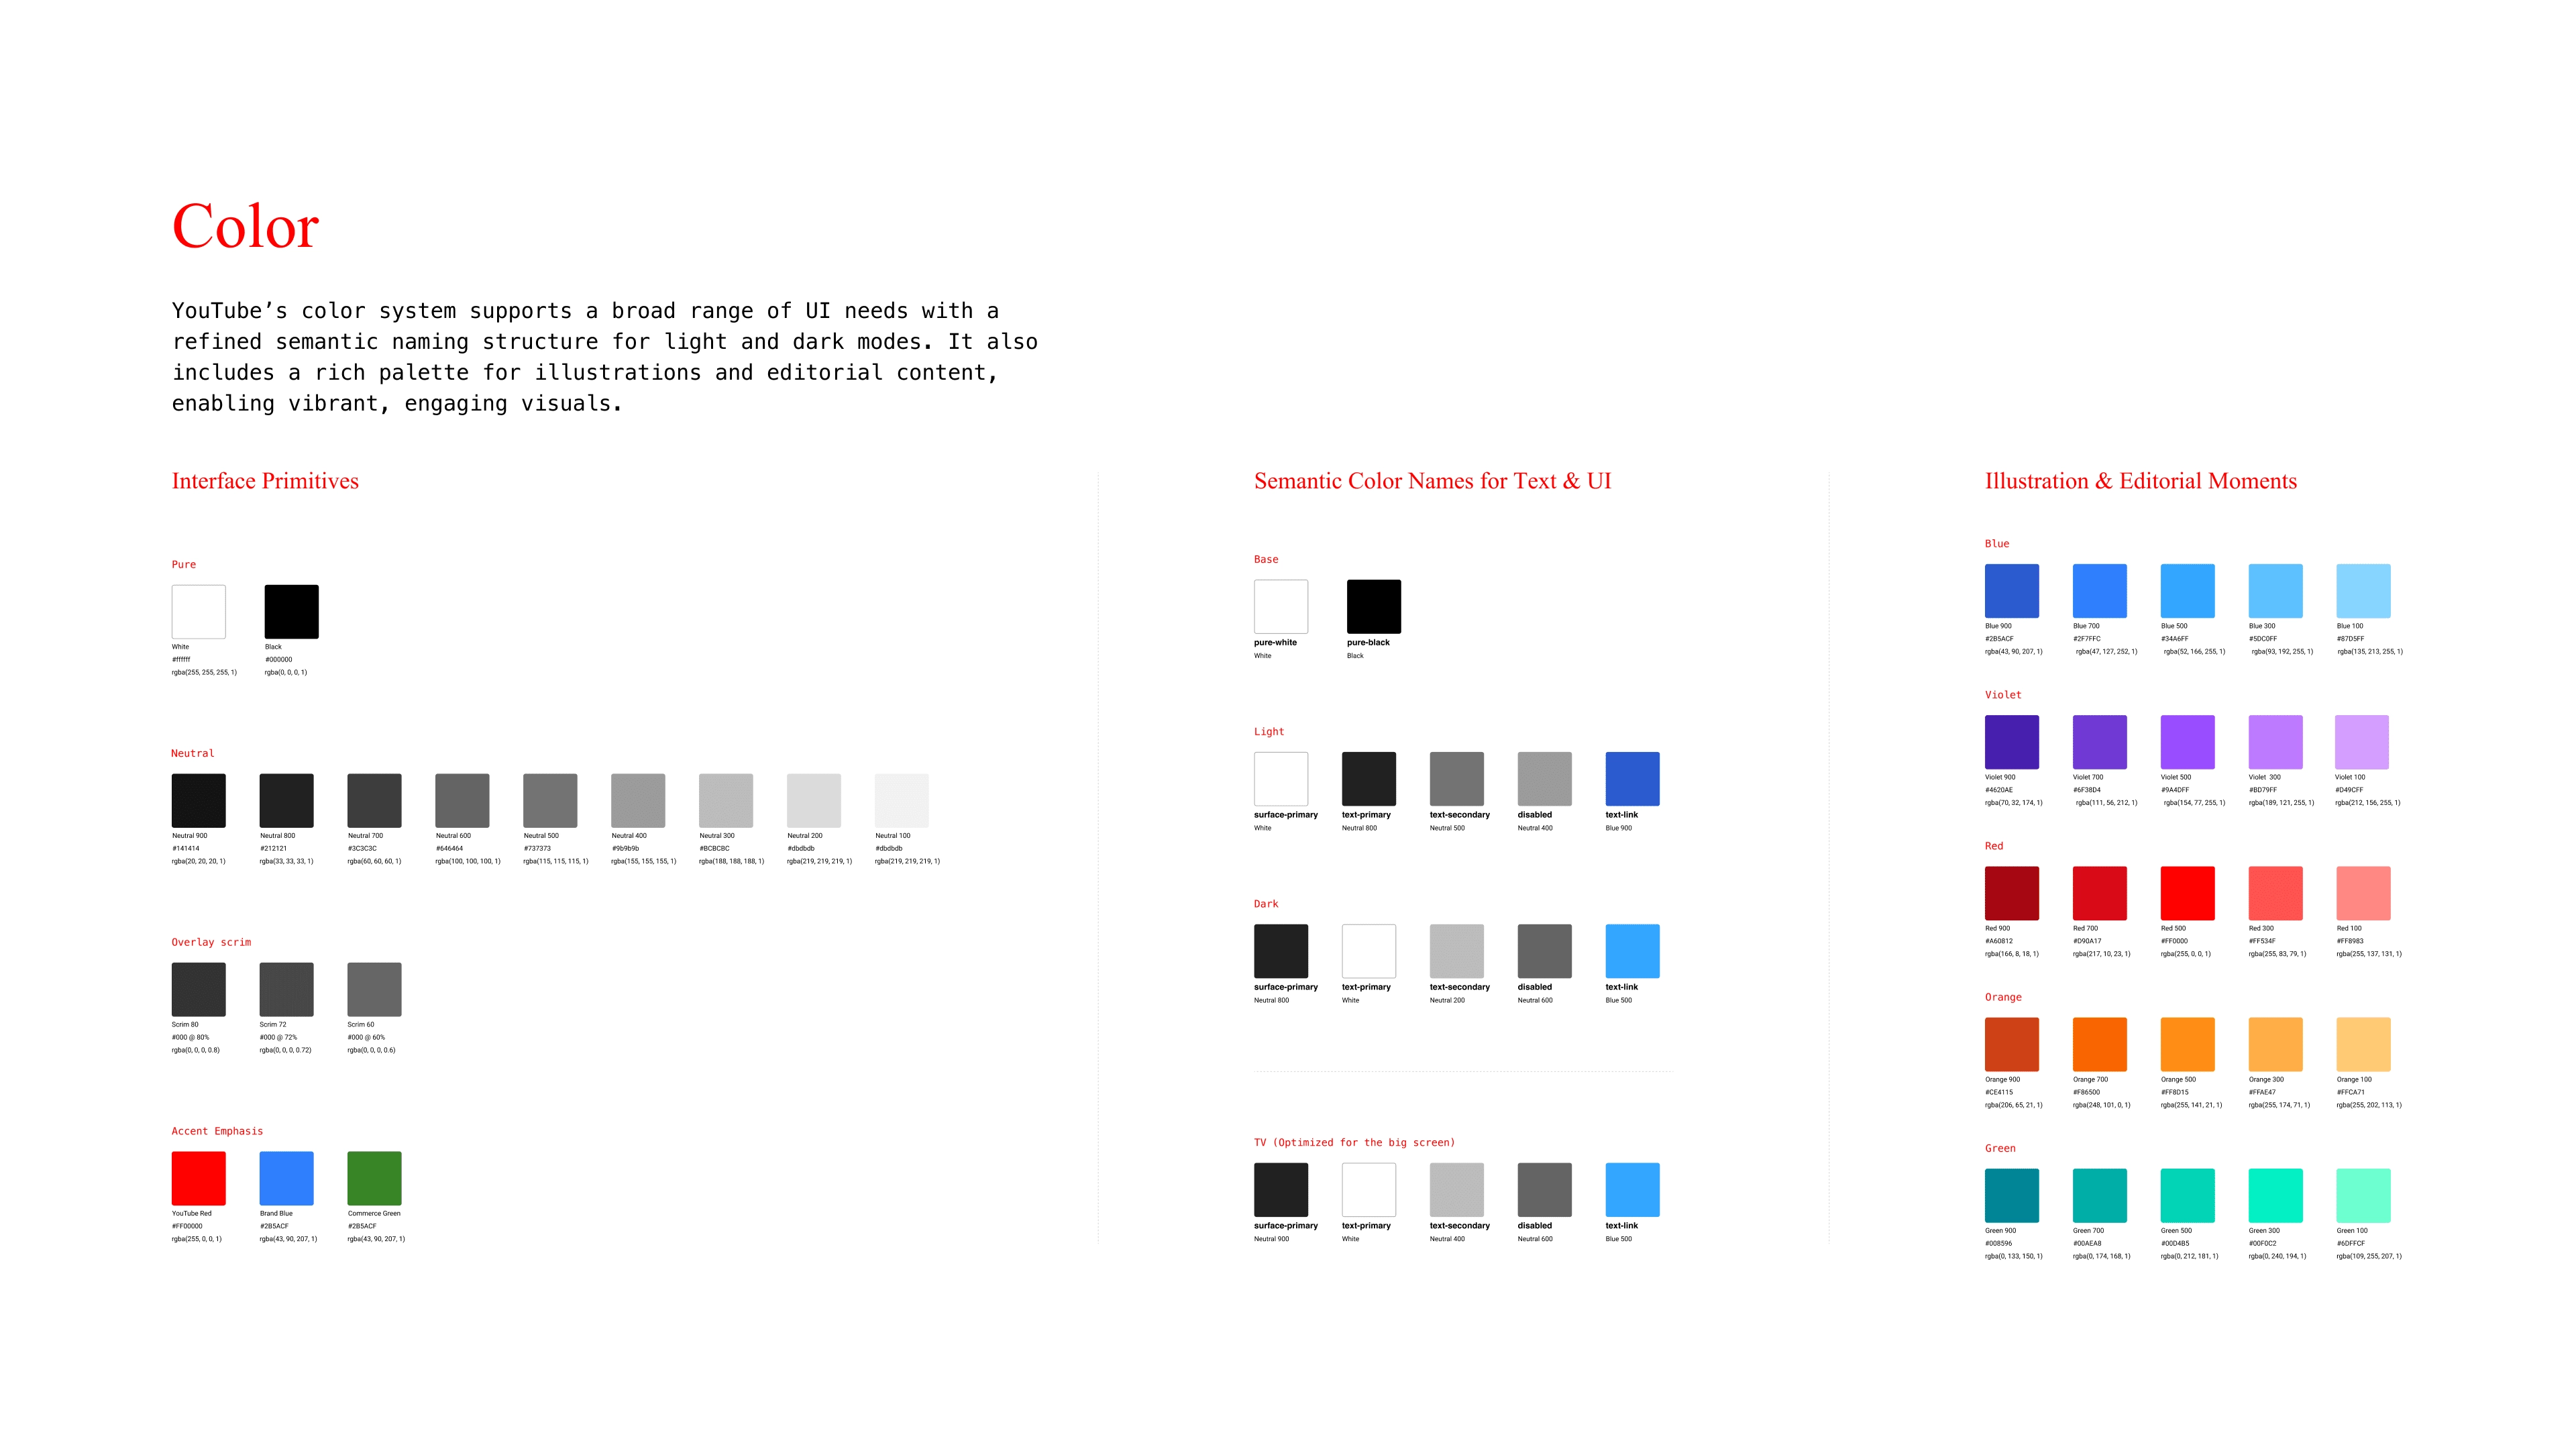 Color
YouTube’s color system supports a broad range of UI needs with a
refined semantic naming structure for light and dark modes. It also
includes a rich palette for illustrations and editorial content,
enabling vibrant, engaging visuals.
Interface Primitives
Pure
White
#ffffff
rgba(255, 255, 255, 1)
Black
#000000
rgba(0, 0, 0, 1)
Neutral
Neutral 900
#141414
rgba(20, 20, 20, 1)
Neutral 800
#212121
rgba(33, 33, 33, 1)
Neutral 700
#3C3C3C
rgba(60, 60, 60, 1)
Neutral 600
#646464
rgba(100, 100, 100, 1)
Neutral 500
#737373
rgba(115, 115, 115, 1)
Neutral 400
#9b9b9b
rgba(155, 155, 155, 1)
Neutral 300
#BCBCBC
rgba(188, 188, 188, 1)
Neutral 200
#dbdbdb
rgba(219, 219, 219, 1)
Neutral 100
#dbdbdb
rgba(219, 219, 219, 1)
Overlay scrim
Scrim 80
#000 @ 80%
rgba(0, 0, 0, 0.8)
Scrim 72
#000 @ 72%
rgba(0, 0, 0, 0.72)
Scrim 60
#000 @ 60%
rgba(0, 0, 0, 0.6)
Accent Emphasis
YouTube Red
#FF00000
rgba(255, 0, 0, 1)
Brand Blue
#2B5ACF
rgba(43, 90, 207, 1)
Commerce Green
#2B5ACF
rgba(43, 90, 207, 1)
Semantic Color Names for Text & UI
Base
pure-white
White
pure-black
Black
Light
surface-primary
White
text-primary
Neutral 800
text-secondary
Neutral 500
disabled
Neutral 400
text-link
Blue 900
Dark
surface-primary
Neutral 800
text-primary
White
text-secondary
Neutral 200
disabled
Neutral 600
text-link
Blue 500
TV (Optimized for the big screen)
surface-primary
Neutral 900
text-primary
White
text-secondary
Neutral 400
disabled
Neutral 600
text-link
Blue 500
Illustration & Editorial Moments
Blue
Blue 900
#2B5ACF
rgba(43, 90, 207, 1)
Blue 700
#2F7FFC
rgba(47, 127, 252, 1)
Blue 500
#34A6FF
rgba(52, 166, 255, 1)
Blue 300
#5DC0FF
rgba(93, 192, 255, 1)
Blue 100
#87D5FF
rgba(135, 213, 255, 1)
Violet
Violet 900
#4620AE
rgba(70, 32, 174, 1)
Violet 700
#6F38D4
rgba(111, 56, 212, 1)
Violet 500
#9A4DFF
rgba(154, 77, 255, 1)
Violet 300
#BD79FF
rgba(189, 121, 255, 1)
Violet 100
#D49CFF
rgba(212, 156, 255, 1)
Red
Red 900
#A60812
rgba(166, 8, 18, 1)
Red 700
#D90A17
rgba(217, 10, 23, 1)
Red 500
#FF0000
rgba(255, 0, 0, 1)
Red 300
#FF534F
rgba(255, 83, 79, 1)
Red 100
#FF8983
rgba(255, 137, 131, 1)
Orange
Orange 900
#CE4115
rgba(206, 65, 21, 1)
Orange 700
#F86500
rgba(248, 101, 0, 1)
Orange 500
#FF8D15
rgba(255, 141, 21, 1)
Orange 300
#FFAE47
rgba(255, 174, 71, 1)
Orange 100
#FFCA71
rgba(255, 202, 113, 1)
Green
Green 900
#008596
rgba(0, 133, 150, 1)
Green 700
#00AEA8
rgba(0, 174, 168, 1)
Green 500
#00D4B5
rgba(0, 212, 181, 1)
Green 300
#00F0C2
rgba(0, 240, 194, 1)
Green 100
#6DFFCF
rgba(109, 255, 207, 1)